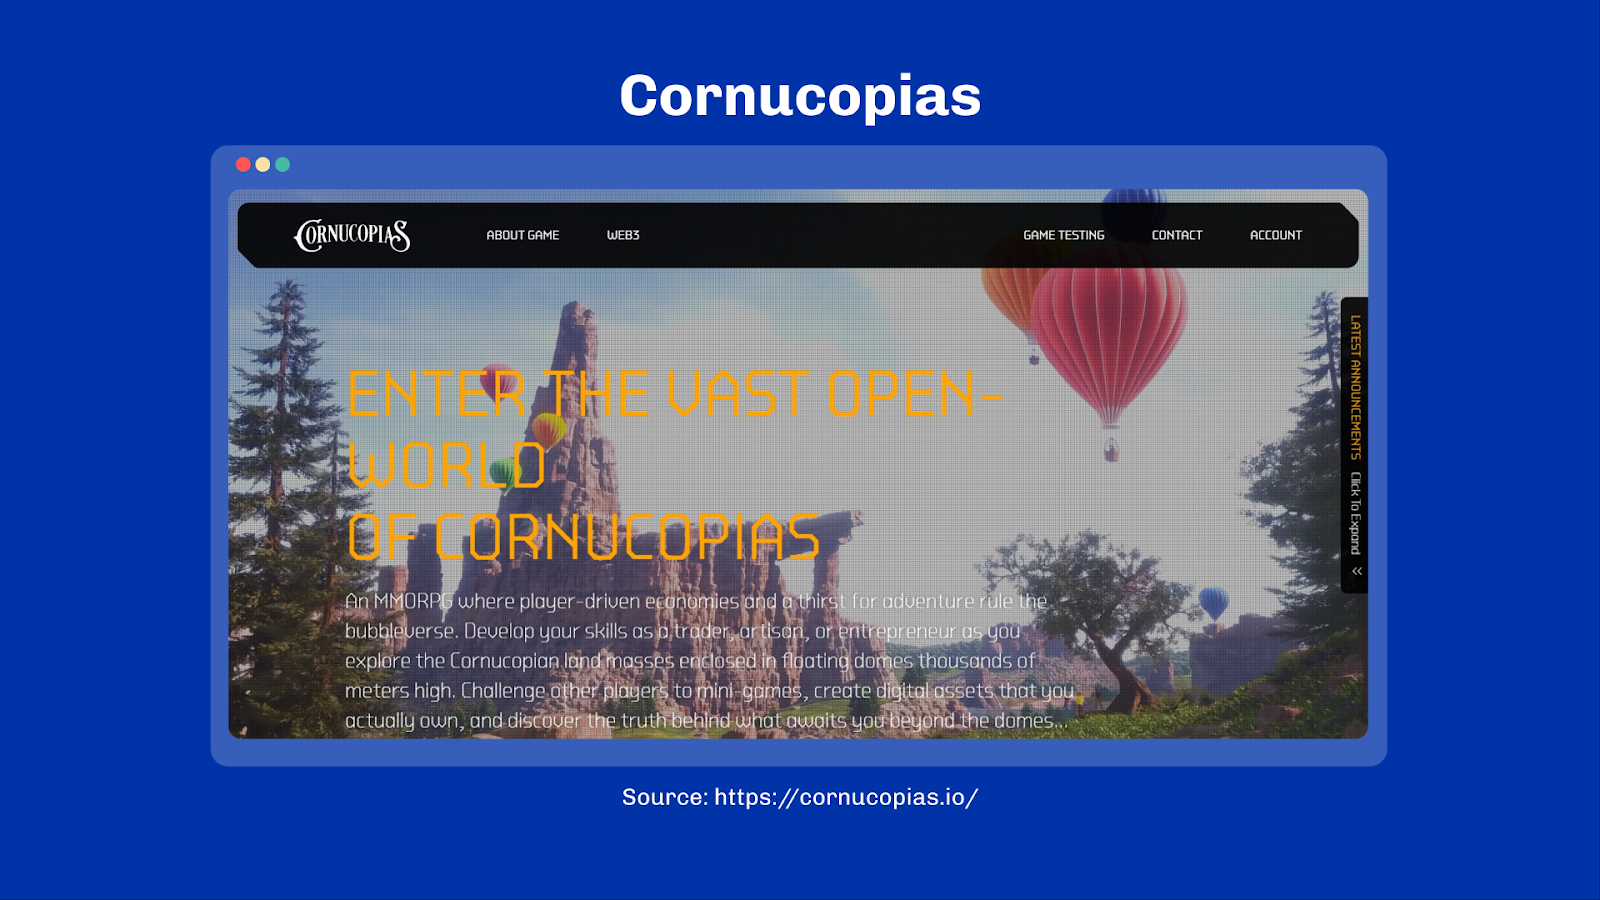 Cornucopias
CORNUCOPIAS
ABOUT GAME
WEB3
GAME TESTING
CONTACT
ACCOUNT
ENTER THE VAST OPEN-
WORLD
OF CORNUCOPIAS
An MMORPG where player-driven economies and a thirst for adventure rule the
bubbleverse. Develop your skills as a trader, artisan, or entrepreneur as you
explore the Cornucopian land masses enclosed in floating domes thousands of
meters high. Challenge other players to mini-games, create digital assets that you
actually own, and discover the truth behind what awaits you beyond the domes...
LATEST ANNOUNCEMENTS Click To Expand «
Source: https://cornucopias.io/